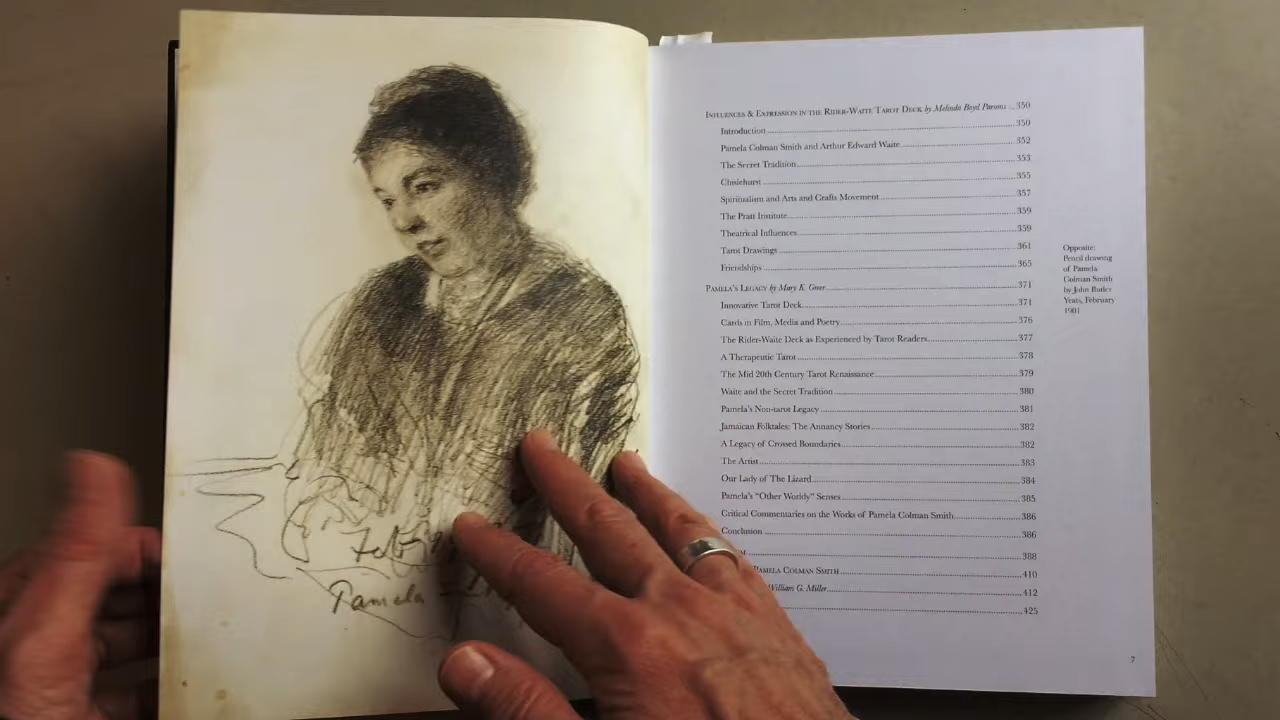 Feb
Pamela
INFLUENCES & EXPRESSION IN THE RIDER-WAITE TAROT DECK by Melinda Boyd Parsons ... 350
Introduction ... 350
Pamela Colman Smith and Arthur Edward Waite ... 352
The Secret Tradition ... 353
Chislehurst ... 355
Spiritualism and Arts and Crafts Movement ... 357
The Pratt Institute ... 359
Theatrical Influences ... 359
Tarot Drawings ... 361
Friendships ... 365
PAMELA'S LEGACY by Mary K. Greer ... 371
Innovative Tarot Deck ... 371
Cards in Film, Media and Poetry ... 376
The Rider-Waite Deck as Experienced by Tarot Readers ... 377
A Therapeutic Tarot ... 378
The Mid 20th Century Tarot Renaissance ... 379
Waite and the Secret Tradition ... 380
Pamela's Non-tarot Legacy ... 381
Jamaican Folktales: The Annancy Stories ... 382
A Legacy of Crossed Boundaries ... 382
The Artist ... 383
Our Lady of The Lizard ... 384
Pamela's "Other Worldy" Senses ... 385
Critical Commentaries on the Works of Pamela Colman Smith ... 386
Conclusion ... 386
388
PAMELA COLMAN SMITH ... 410
William G. Miller ... 412
425
Opposite:
Pencil drawing
of Pamela
Colman Smith
by John Butler
Yeats, February
1901
7